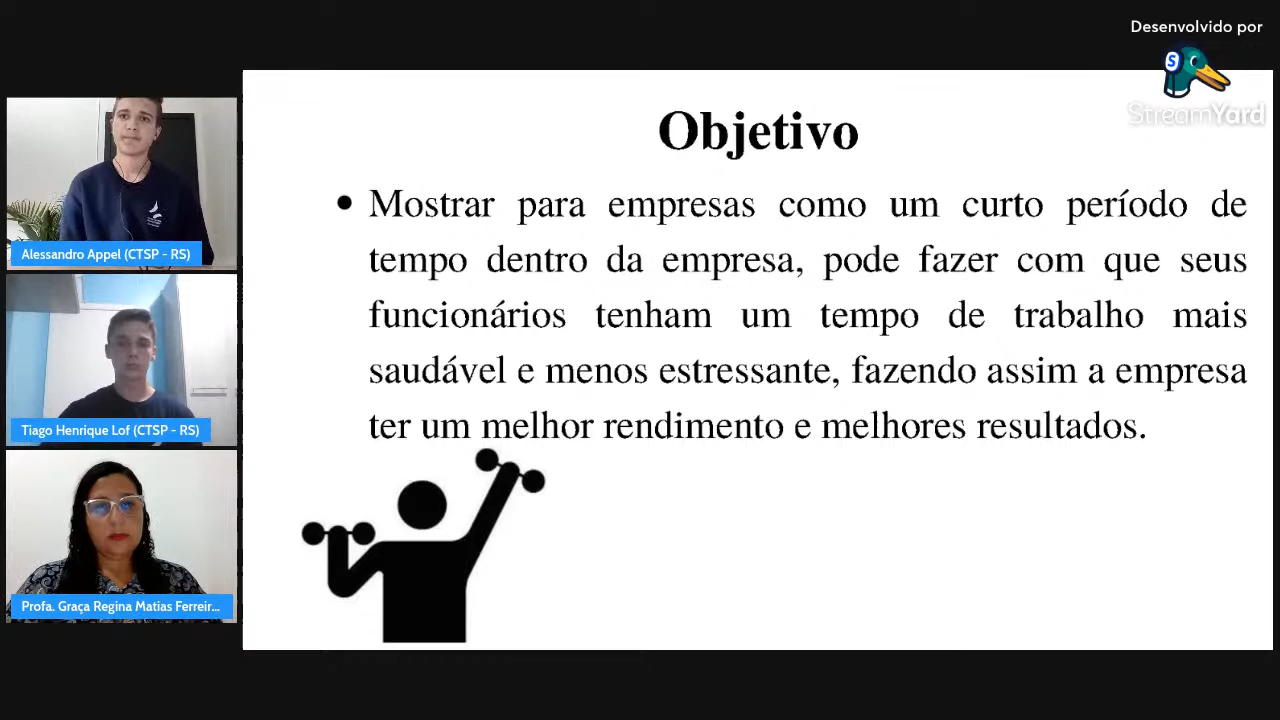 Desenvolvido por
StreamYard
Objetivo
• Mostrar para empresas como um curto período de
tempo dentro da empresa, pode fazer com que seus
funcionários tenham um tempo de trabalho mais
saudável e menos estressante, fazendo assim a empresa
ter um melhor rendimento e melhores resultados.
Alessandro Appel (CTSP - RS)
Tiago Henrique Lof (CTSP - RS)
Profa. Graça Regina Matias Ferreir...